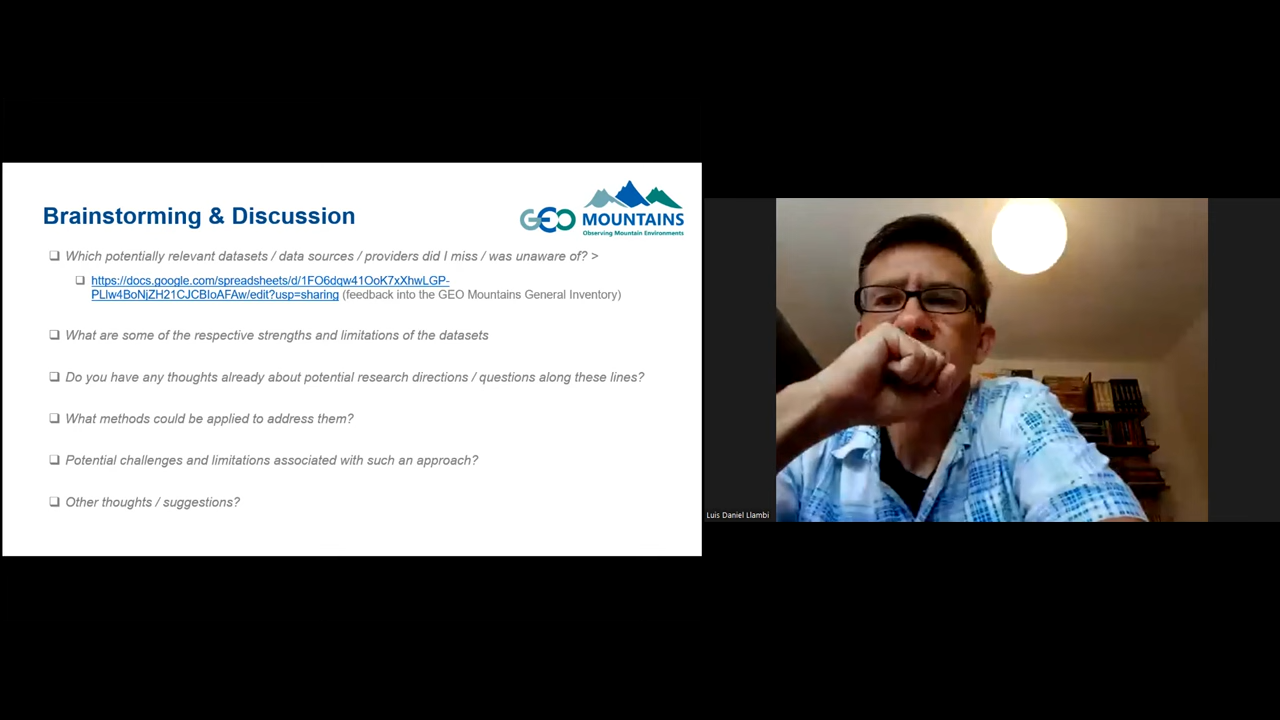 Brainstorming & Discussion
GEO MOUNTAINS
Observing Mountain Environments
❑ Which potentially relevant datasets / data sources / providers did I miss / was unaware of? >
❑ https://docs.google.com/spreadsheets/d/1FO6dqw41OoK7xXhwLGP-
PLlw4BoNjZH21CJCBIoAFAw/edit?usp=sharing (feedback into the GEO Mountains General Inventory)
❑ What are some of the respective strengths and limitations of the datasets
❑ Do you have any thoughts already about potential research directions / questions along these lines?
❑ What methods could be applied to address them?
❑ Potential challenges and limitations associated with such an approach?
❑ Other thoughts / suggestions?
Luis Daniel Llambi